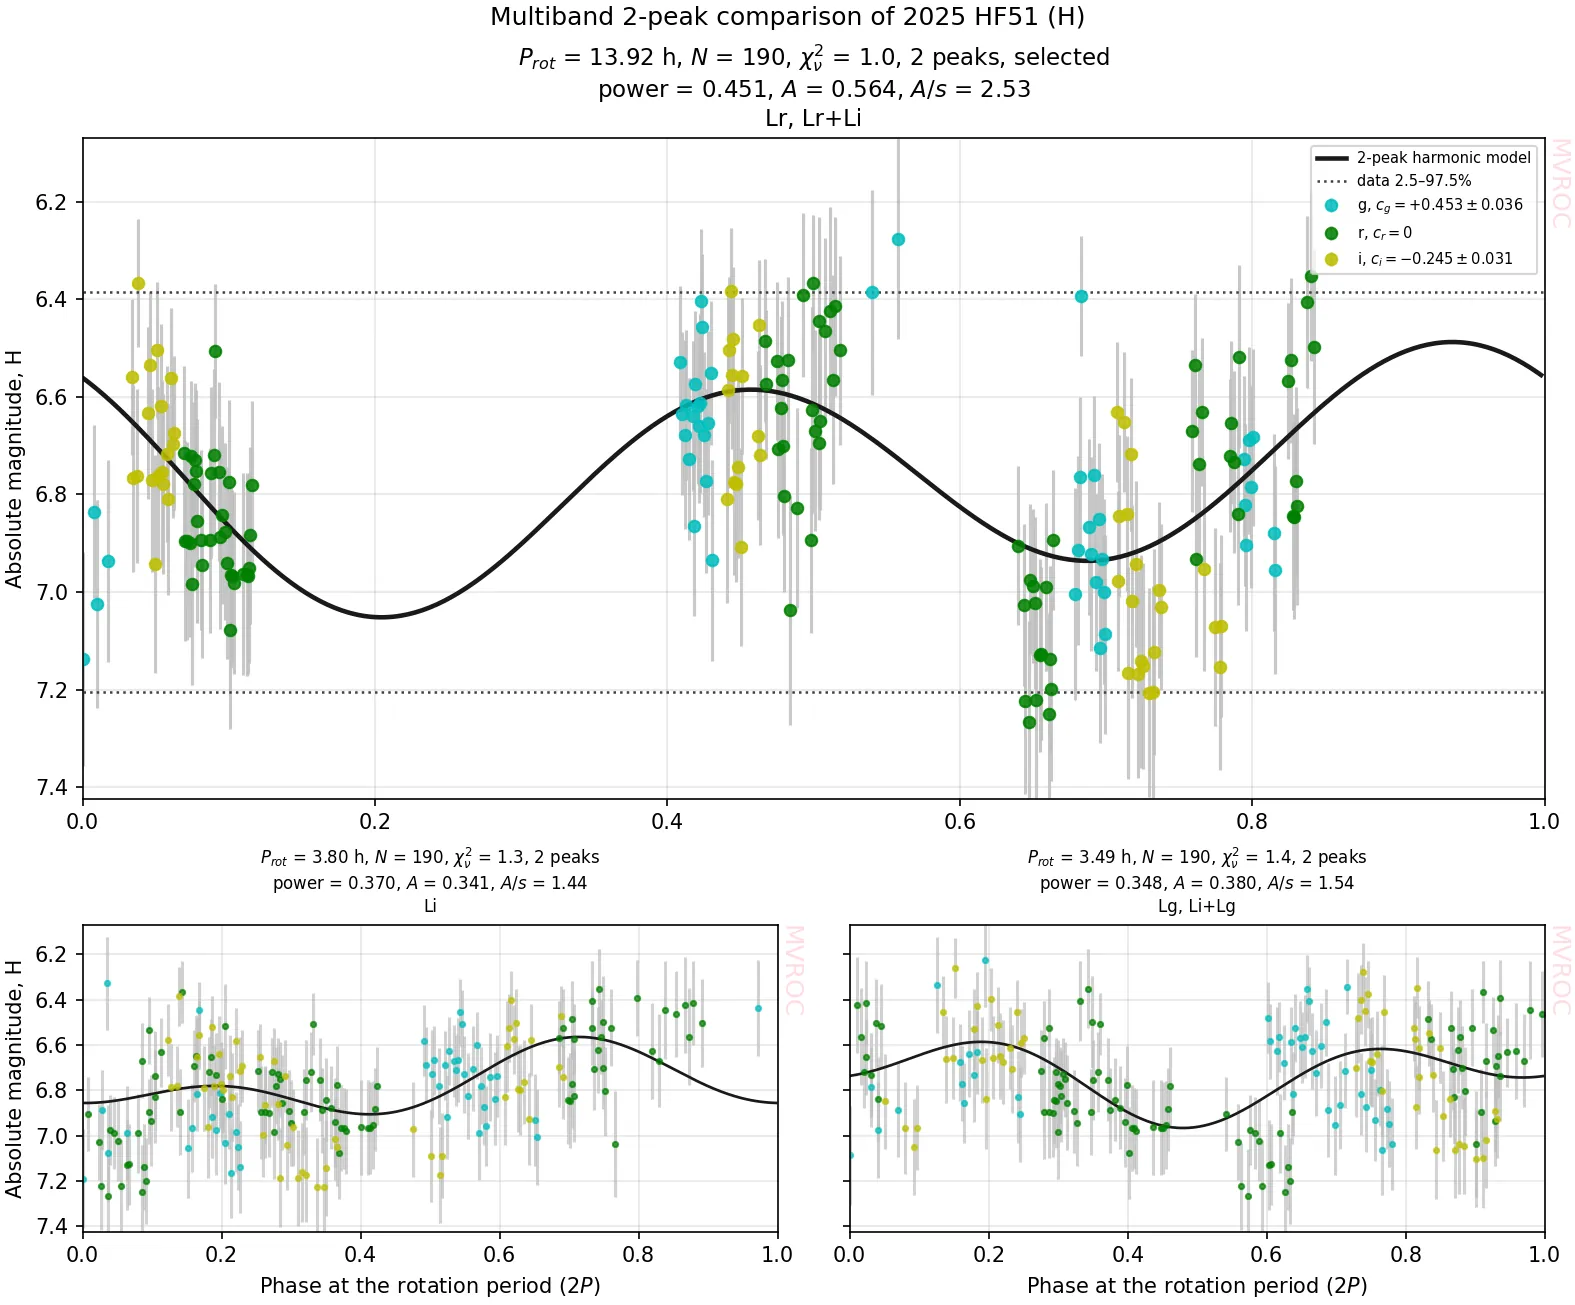 Multiband 2-peak comparison of 2025 HF51 (H)
P_rot = 13.92 h, N = 190, χ²_ν = 1.0, 2 peaks, selected
power = 0.451, A = 0.564, A/s = 2.53
Lr, Lr+Li
2-peak harmonic model
data 2.5–97.5%
g, c_g = +0.453 ± 0.036
r, c_r = 0
i, c_i = −0.245 ± 0.031
MVROC
Absolute magnitude, H
6.2
6.4
6.6
6.8
7.0
7.2
7.4
0.0 0.2 0.4 0.6 0.8 1.0
P_rot = 3.80 h, N = 190, χ²_ν = 1.3, 2 peaks
power = 0.370, A = 0.341, A/s = 1.44
Li
MVROC
Absolute magnitude, H
6.2
6.4
6.6
6.8
7.0
7.2
7.4
0.0 0.2 0.4 0.6 0.8 1.0
Phase at the rotation period (2P)
P_rot = 3.49 h, N = 190, χ²_ν = 1.4, 2 peaks
power = 0.348, A = 0.380, A/s = 1.54
Lg, Li+Lg
MVROC
0.0 0.2 0.4 0.6 0.8 1.0
Phase at the rotation period (2P)